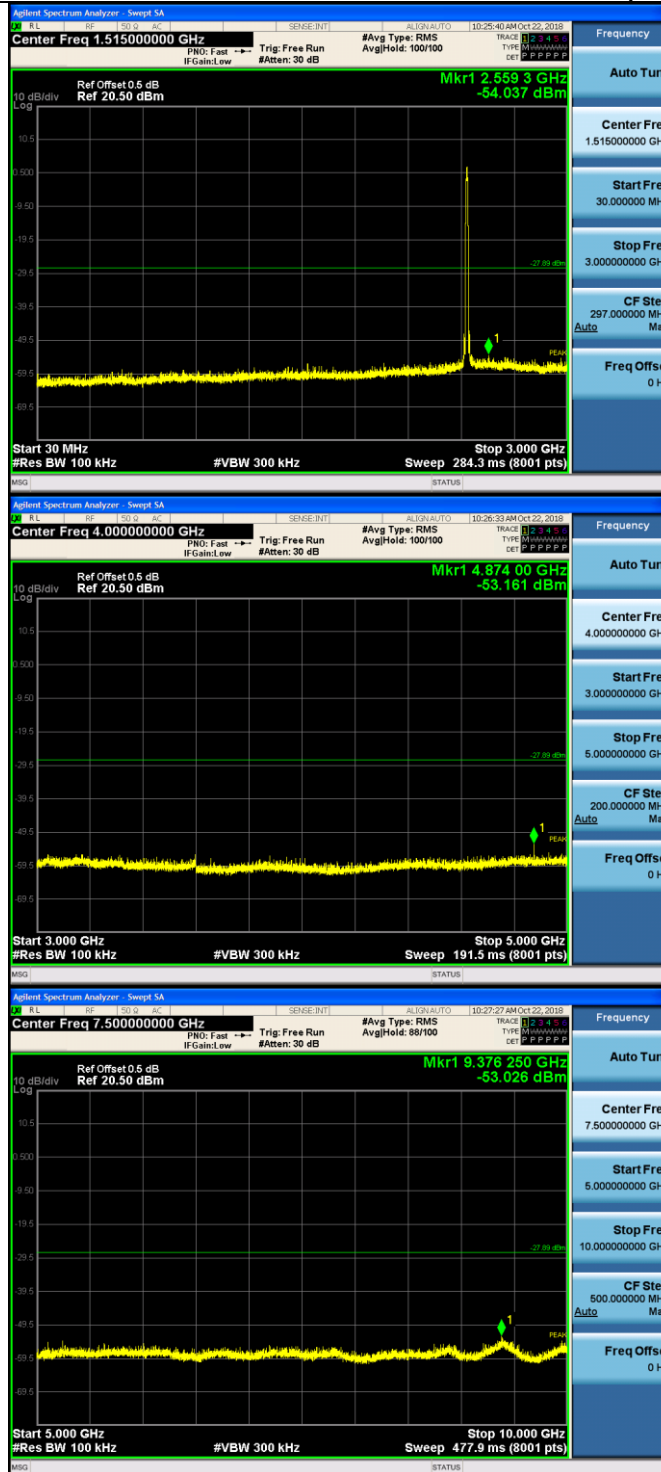 Agilent Spectrum Analyzer - Swept SA
RL RF 50 Ω AC SENSE:INT ALIGNAUTO 10:25:40 AM Oct 22, 2018
Center Freq 1.515000000 GHz #Avg Type: RMS TRACE 1 2 3 4 5 6
PNO: Fast Trig: Free Run Avg|Hold: 100/100 TYPE M
IFGain:Low #Atten: 30 dB DET P P P P P P
Frequency
Auto Tun
Mkr1 2.559 3 GHz
Ref Offset 0.5 dB
10 dB/div Ref 20.50 dBm -54.037 dBm
Log
10.5
0.500
-9.50
-19.5
-29.5
-39.5
-49.5
-59.5
-69.5
-27.89 dBm
1
PEAK
Center Fre
1.515000000 GH
Start Fre
30.000000 MH
Stop Fre
3.000000000 GH
CF Ste
297.000000 MH
Auto Ma
Freq Offs
0 H
Start 30 MHz Stop 3.000 GHz
#Res BW 100 kHz #VBW 300 kHz Sweep 284.3 ms (8001 pts)
MSG STATUS
Agilent Spectrum Analyzer - Swept SA
RL RF 50 Ω AC SENSE:INT ALIGNAUTO 10:26:33 AM Oct 22, 2018
Center Freq 4.000000000 GHz #Avg Type: RMS TRACE 1 2 3 4 5 6
PNO: Fast Trig: Free Run Avg|Hold: 100/100 TYPE M
IFGain:Low #Atten: 30 dB DET P P P P P P
Frequency
Auto Tun
Mkr1 4.874 00 GHz
Ref Offset 0.5 dB
10 dB/div Ref 20.50 dBm -53.161 dBm
Log
10.5
0.500
-9.50
-19.5
-29.5
-39.5
-49.5
-59.5
-69.5
-27.89 dBm
1
PEAK
Center Fre
4.000000000 GH
Start Fre
3.000000000 GH
Stop Fre
5.000000000 GH
CF Ste
200.000000 MH
Auto Ma
Freq Offs
0 H
Start 3.000 GHz Stop 5.000 GHz
#Res BW 100 kHz #VBW 300 kHz Sweep 191.5 ms (8001 pts)
MSG STATUS
Agilent Spectrum Analyzer - Swept SA
RL RF 50 Ω AC SENSE:INT ALIGNAUTO 10:27:27 AM Oct 22, 2018
Center Freq 7.500000000 GHz #Avg Type: RMS TRACE 1 2 3 4 5 6
PNO: Fast Trig: Free Run Avg|Hold: 88/100 TYPE M
IFGain:Low #Atten: 30 dB DET P P P P P P
Frequency
Auto Tun
Mkr1 9.376 250 GHz
Ref Offset 0.5 dB
10 dB/div Ref 20.50 dBm -53.026 dBm
Log
10.5
0.500
-9.50
-19.5
-29.5
-39.5
-49.5
-59.5
-69.5
-27.89 dBm
1
PEAK
Center Fre
7.500000000 GH
Start Fre
5.000000000 GH
Stop Fre
10.000000000 GH
CF Ste
500.000000 MH
Auto Ma
Freq Offs
0 H
Start 5.000 GHz Stop 10.000 GHz
#Res BW 100 kHz #VBW 300 kHz Sweep 477.9 ms (8001 pts)
MSG STATUS